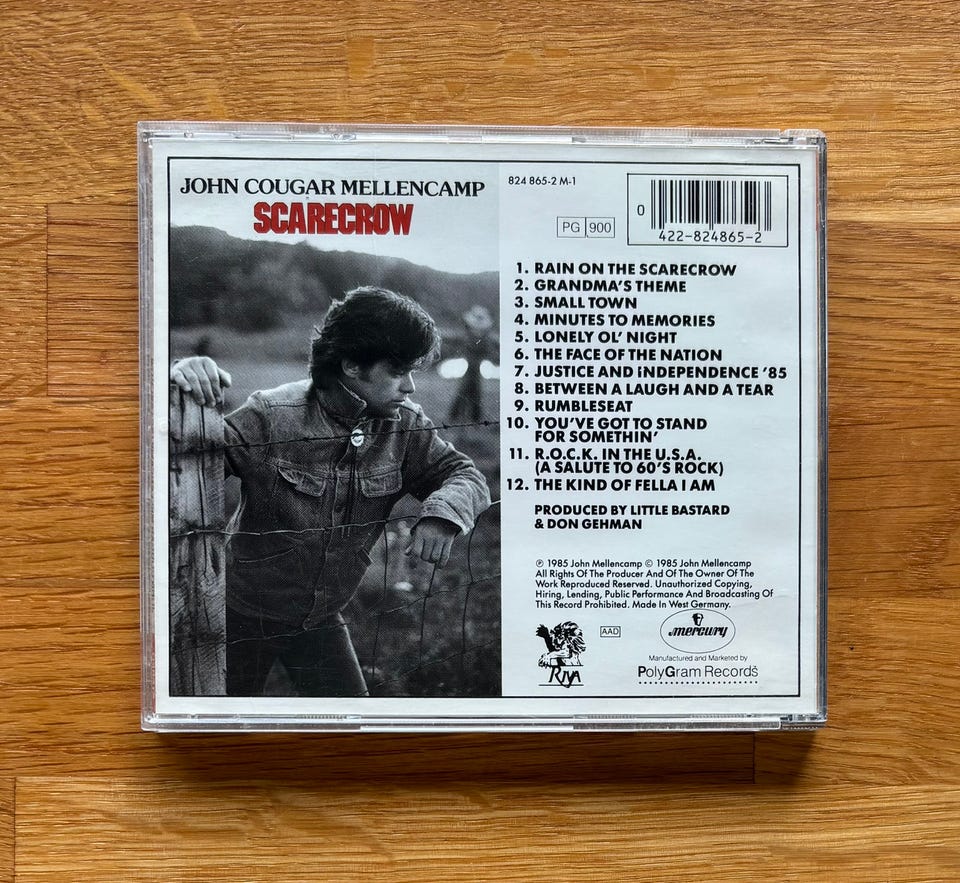 JOHN COUGAR MELLENCAMP
SCARECROW
824 865-2 M-1
PG 900
0
422-824865-2
1. RAIN ON THE SCARECROW
2. GRANDMA'S THEME
3. SMALL TOWN
4. MINUTES TO MEMORIES
5. LONELY OL' NIGHT
6. THE FACE OF THE NATION
7. JUSTICE AND iNDEPENDENCE '85
8. BETWEEN A LAUGH AND A TEAR
9. RUMBLESEAT
10. YOU'VE GOT TO STAND
FOR SOMETHIN'
11. R.O.C.K. IN THE U.S.A.
(A SALUTE TO 60'S ROCK)
12. THE KIND OF FELLA I AM
PRODUCED BY LITTLE BASTARD
& DON GEHMAN
℗ 1985 John Mellencamp © 1985 John Mellencamp
All Rights Of The Producer And Of The Owner Of The
Work Reproduced Reserved. Unauthorized Copying,
Hiring, Lending, Public Performance And Broadcasting Of
This Record Prohibited. Made In West Germany.
Riva
AAD
mercury
Manufactured and Marketed by
PolyGram Records